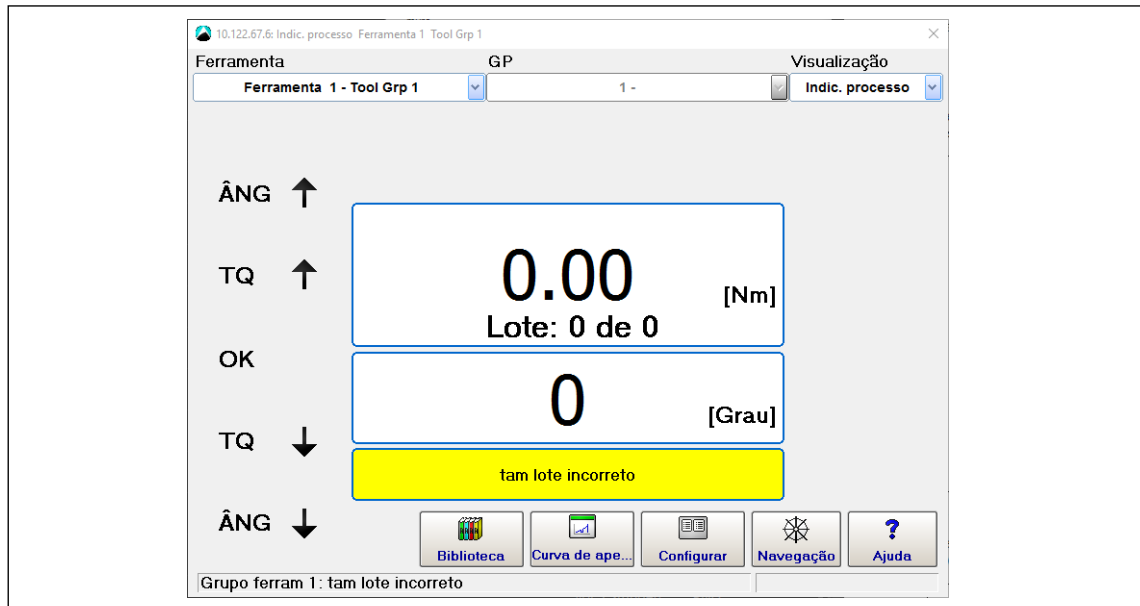 10.122.67.6: Indic. processo Ferramenta 1 Tool Grp 1
Ferramenta GP Visualização
Ferramenta 1 - Tool Grp 1 1 - Indic. processo
ÂNG
TQ
0.00 [Nm]
Lote: 0 de 0
OK
0 [Grau]
TQ
tam lote incorreto
ÂNG
Biblioteca Curva de ape... Configurar Navegação ? Ajuda
Grupo ferram 1: tam lote incorreto